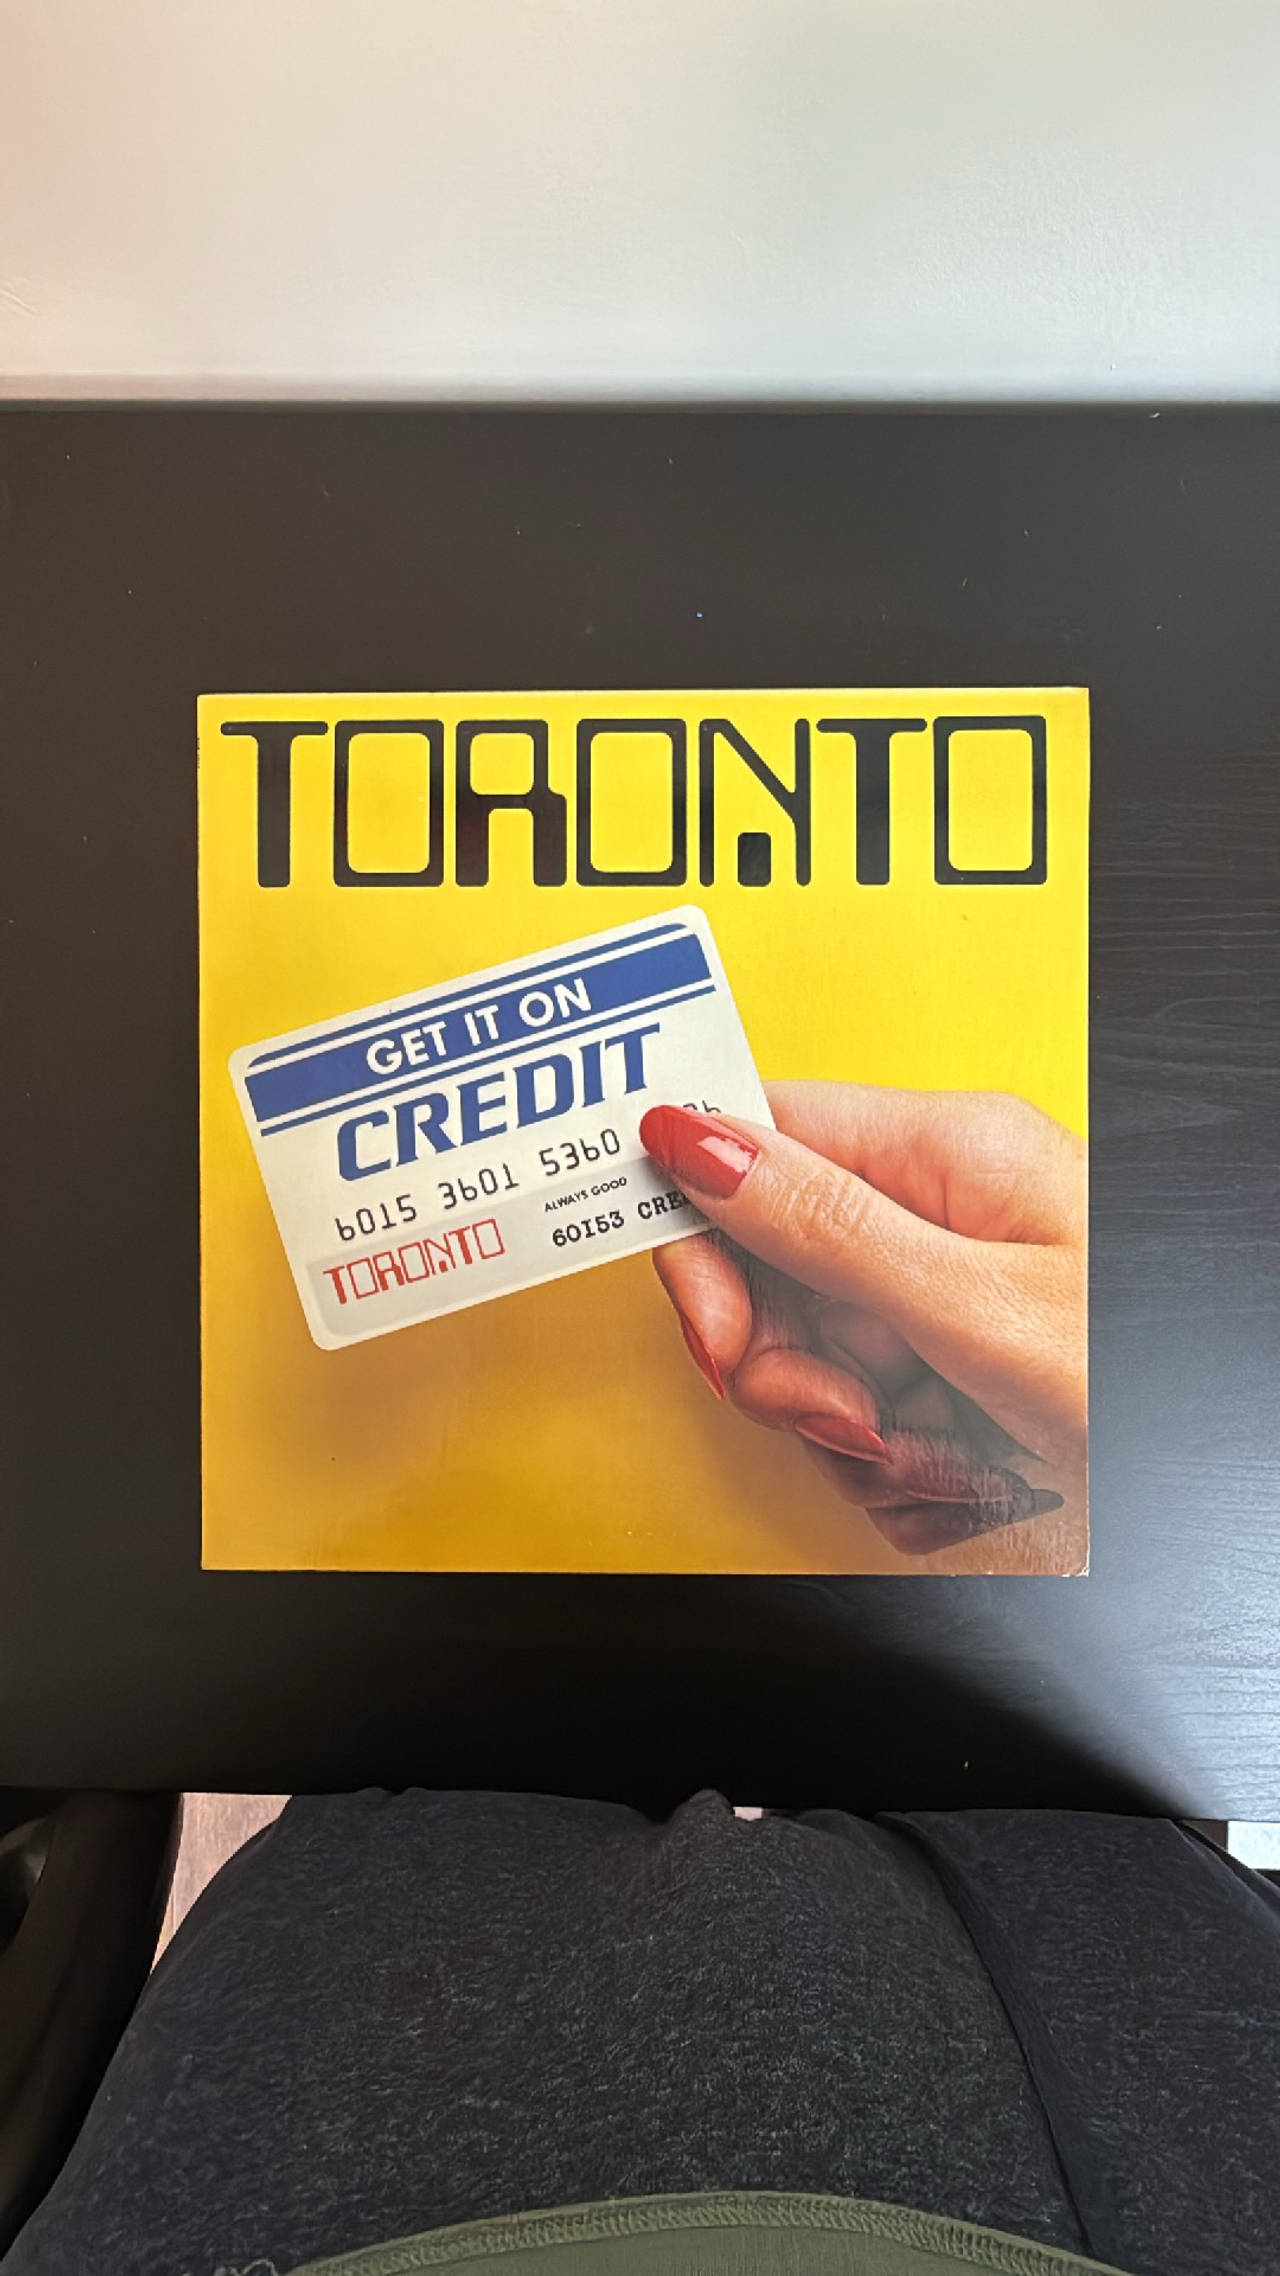 TORONTO
GET IT ON
CREDIT
6015 3601 5360
ALWAYS GOOD
60153
TORONTO